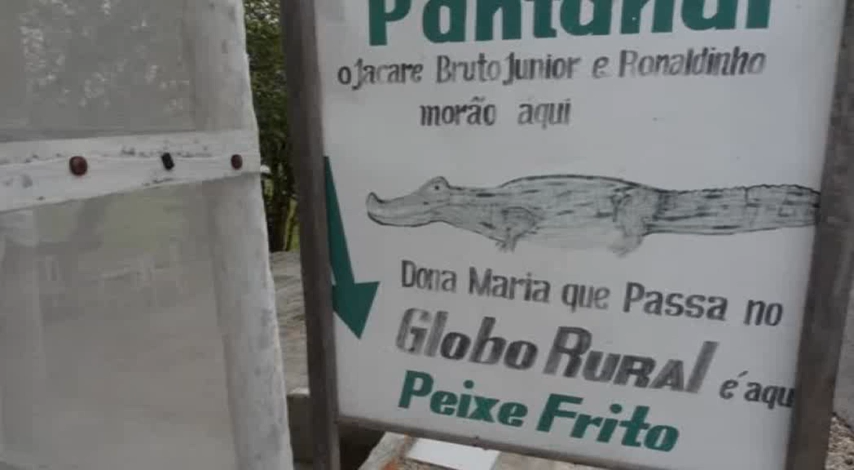 Pantanal
o Jacare Bruto Junior e Ronaldinho
morão aqui
Dona Maria que Passa no
Globo RURAl é aqu
Peixe Frito